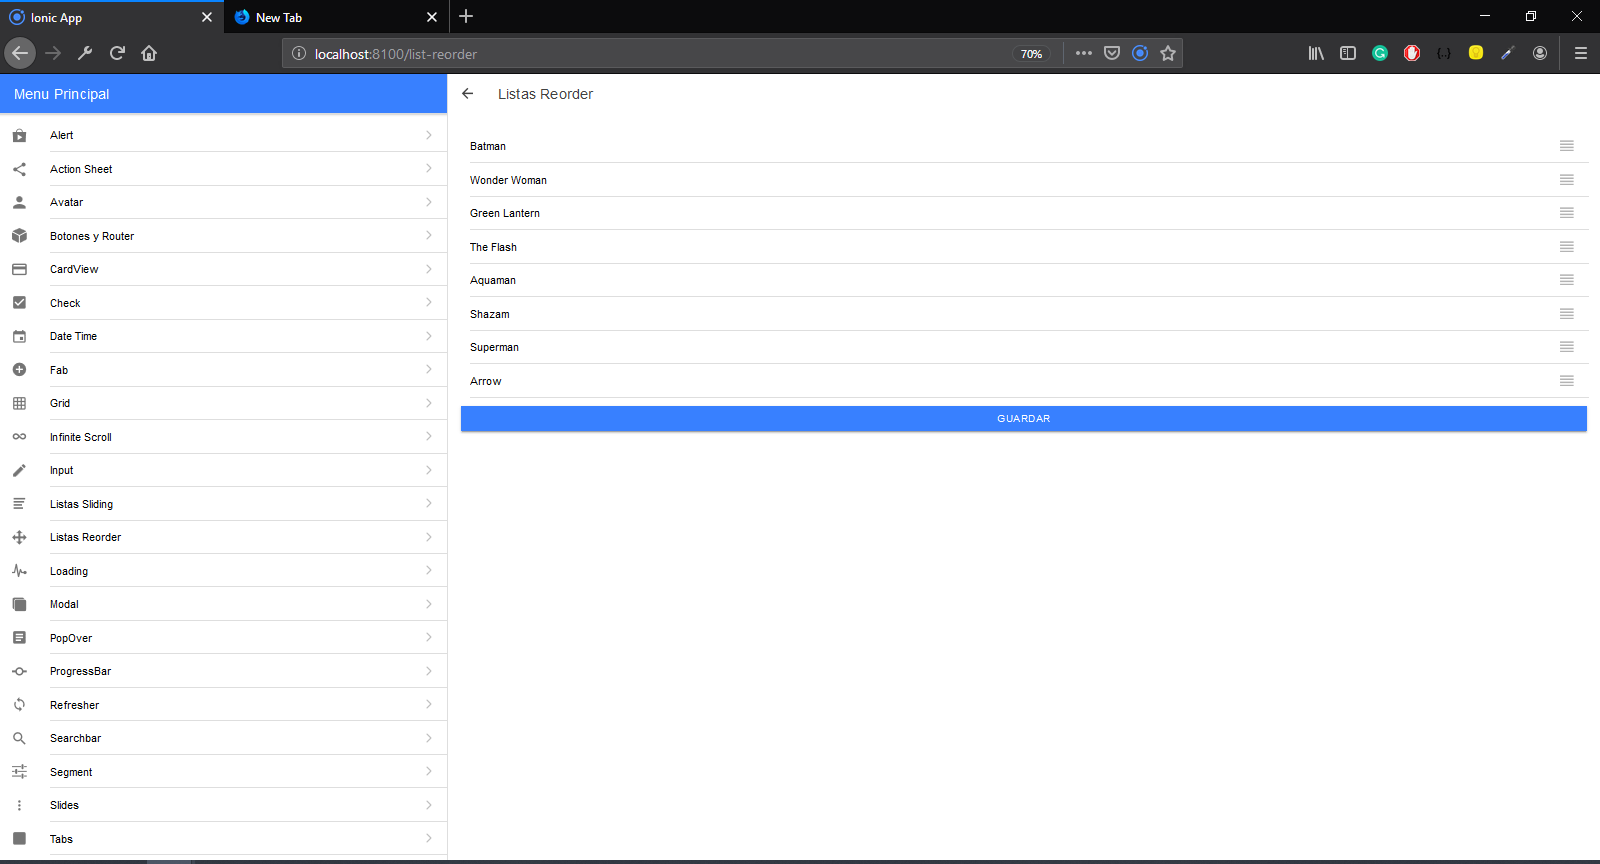 Ionic App
New Tab
localhost:8100/list-reorder
70%
Menu Principal
Alert
Action Sheet
Avatar
Botones y Router
CardView
Check
Date Time
Fab
Grid
Infinite Scroll
Input
Listas Sliding
Listas Reorder
Loading
Modal
PopOver
ProgressBar
Refresher
Searchbar
Segment
Slides
Tabs
Listas Reorder
Batman
Wonder Woman
Green Lantern
The Flash
Aquaman
Shazam
Superman
Arrow
GUARDAR